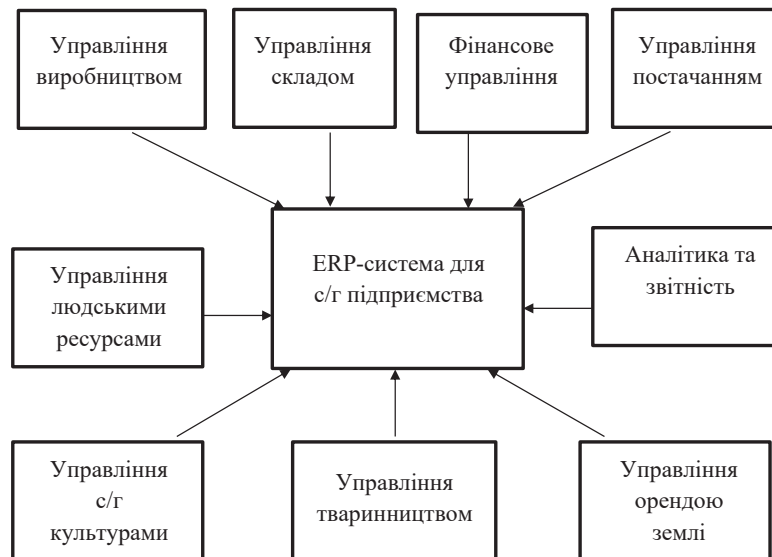 Управління
виробництвом
Управління
складом
Фінансове
управління
Управління
постачанням
ERP-система для
с/г підприємства
Управління
людськими
ресурсами
Аналітика та
звітність
Управління
с/г
культурами
Управління
тваринництвом
Управління
орендою
землі